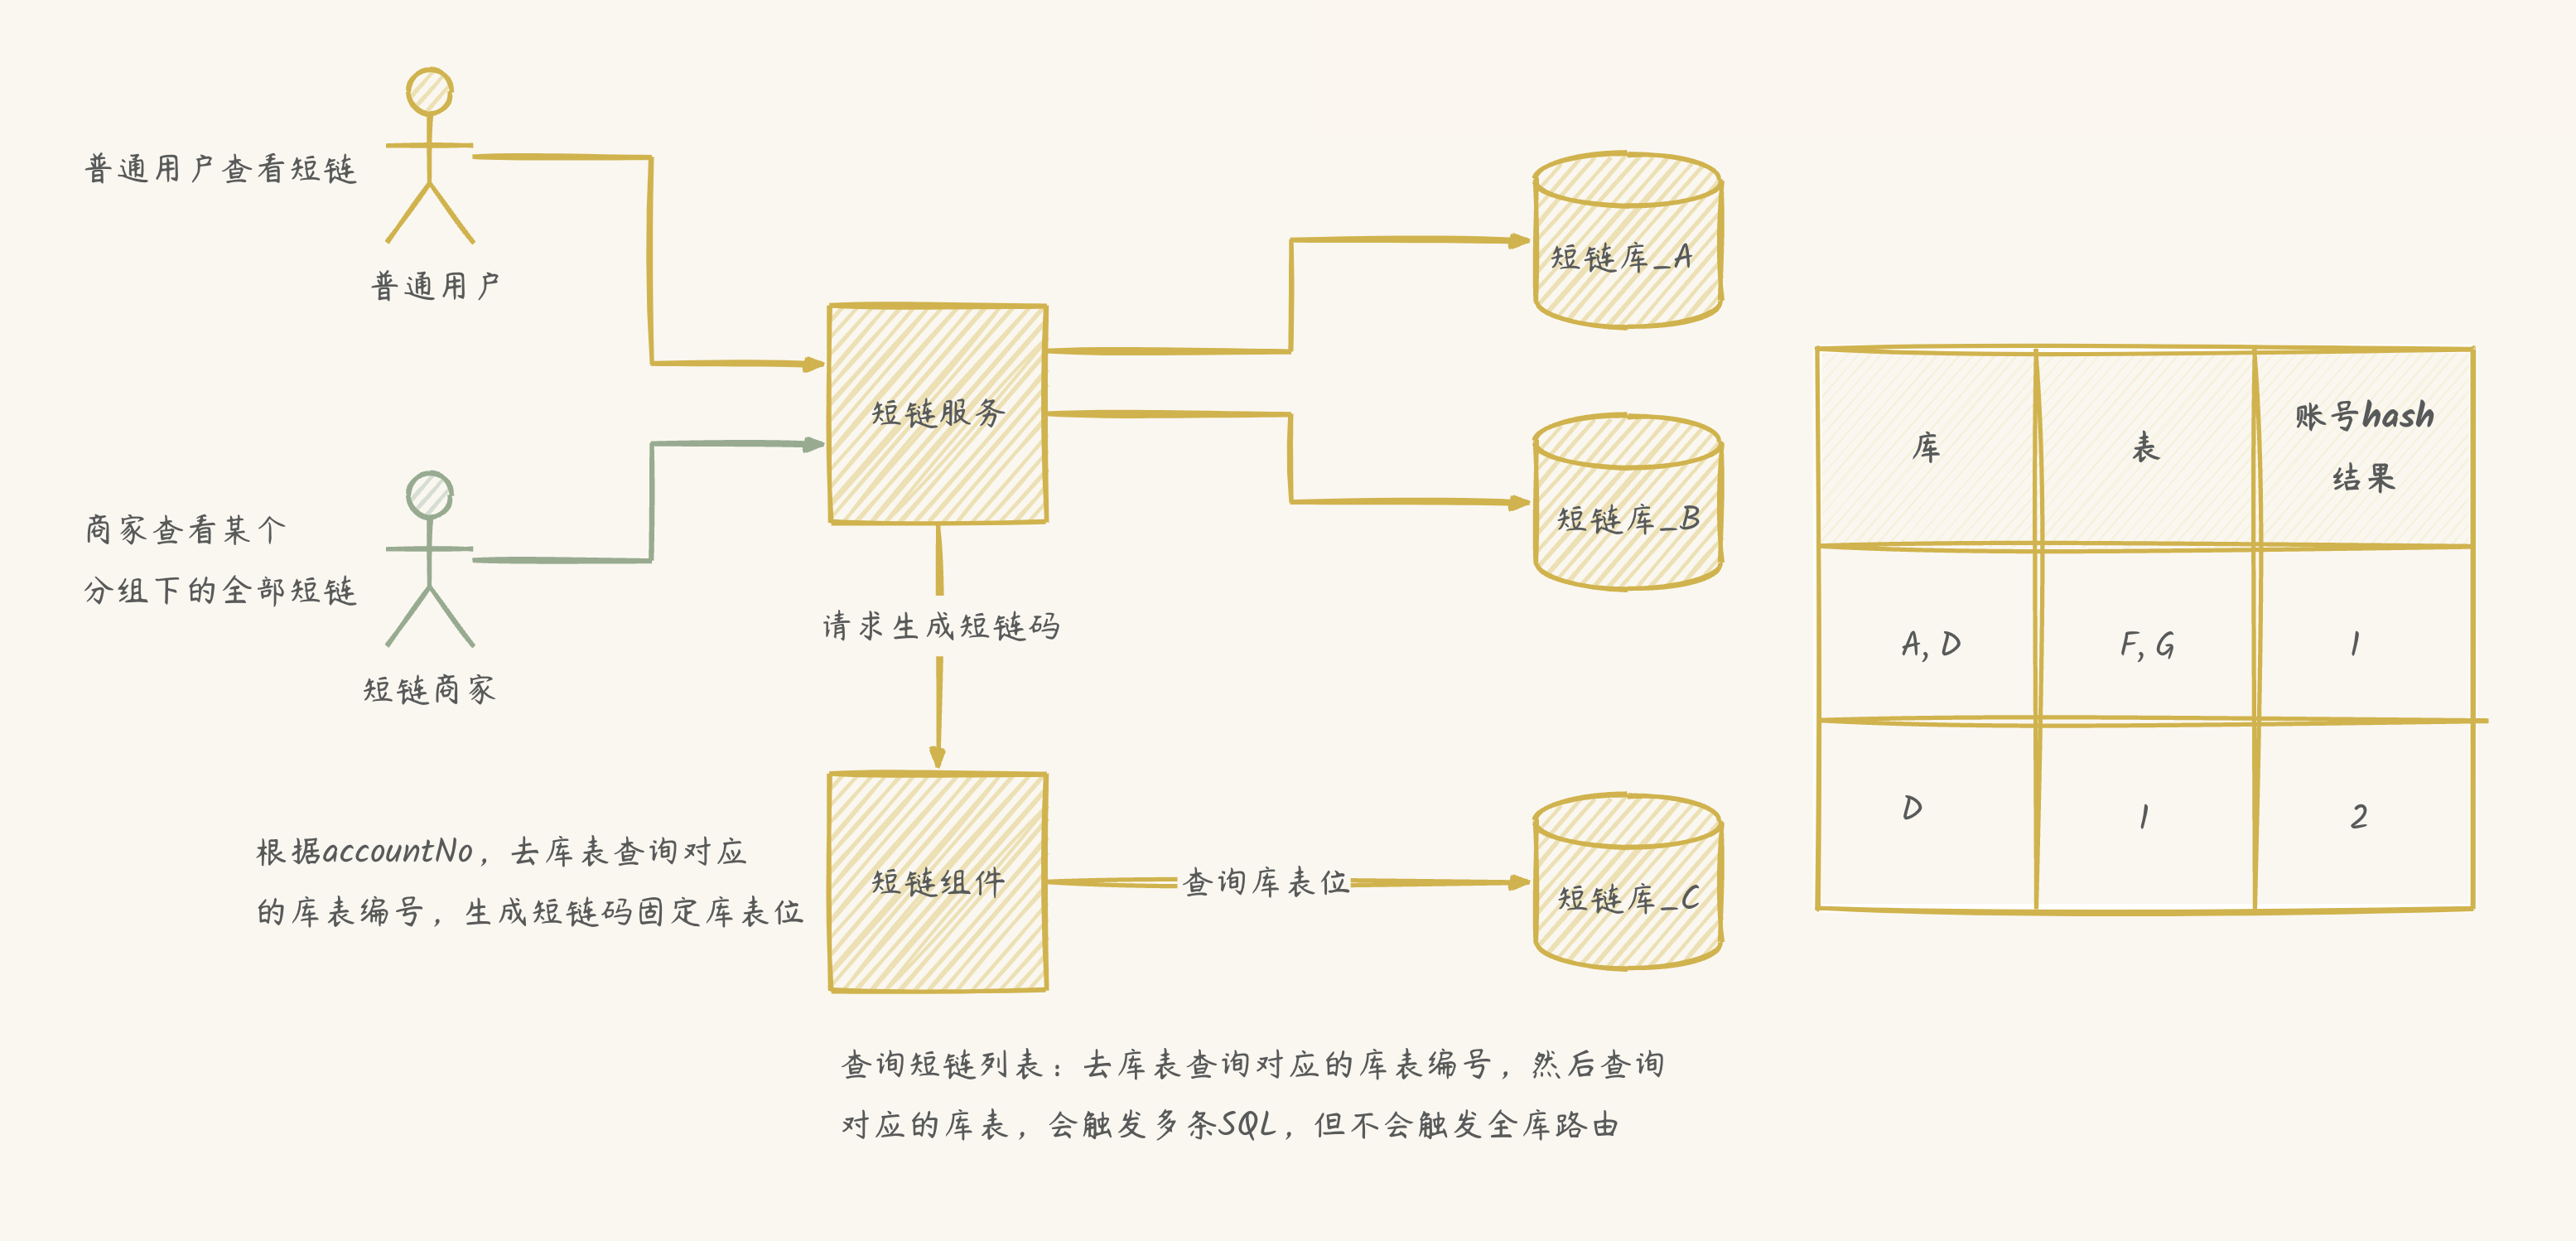 普通用户查看短链
普通用户
商家查看某个
分组下的全部短链
短链商家
短链服务
请求生成短链码
短链组件
根据accountNo，去库表查询对应
的库表编号，生成短链码固定库表位
查询库表位
短链库_A
短链库_B
短链库_C
库
表
账号hash
结果
A, D
F, G
1
D
1
2
查询短链列表：去库表查询对应的库表编号，然后查询
对应的库表，会触发多条SQL，但不会触发全库路由